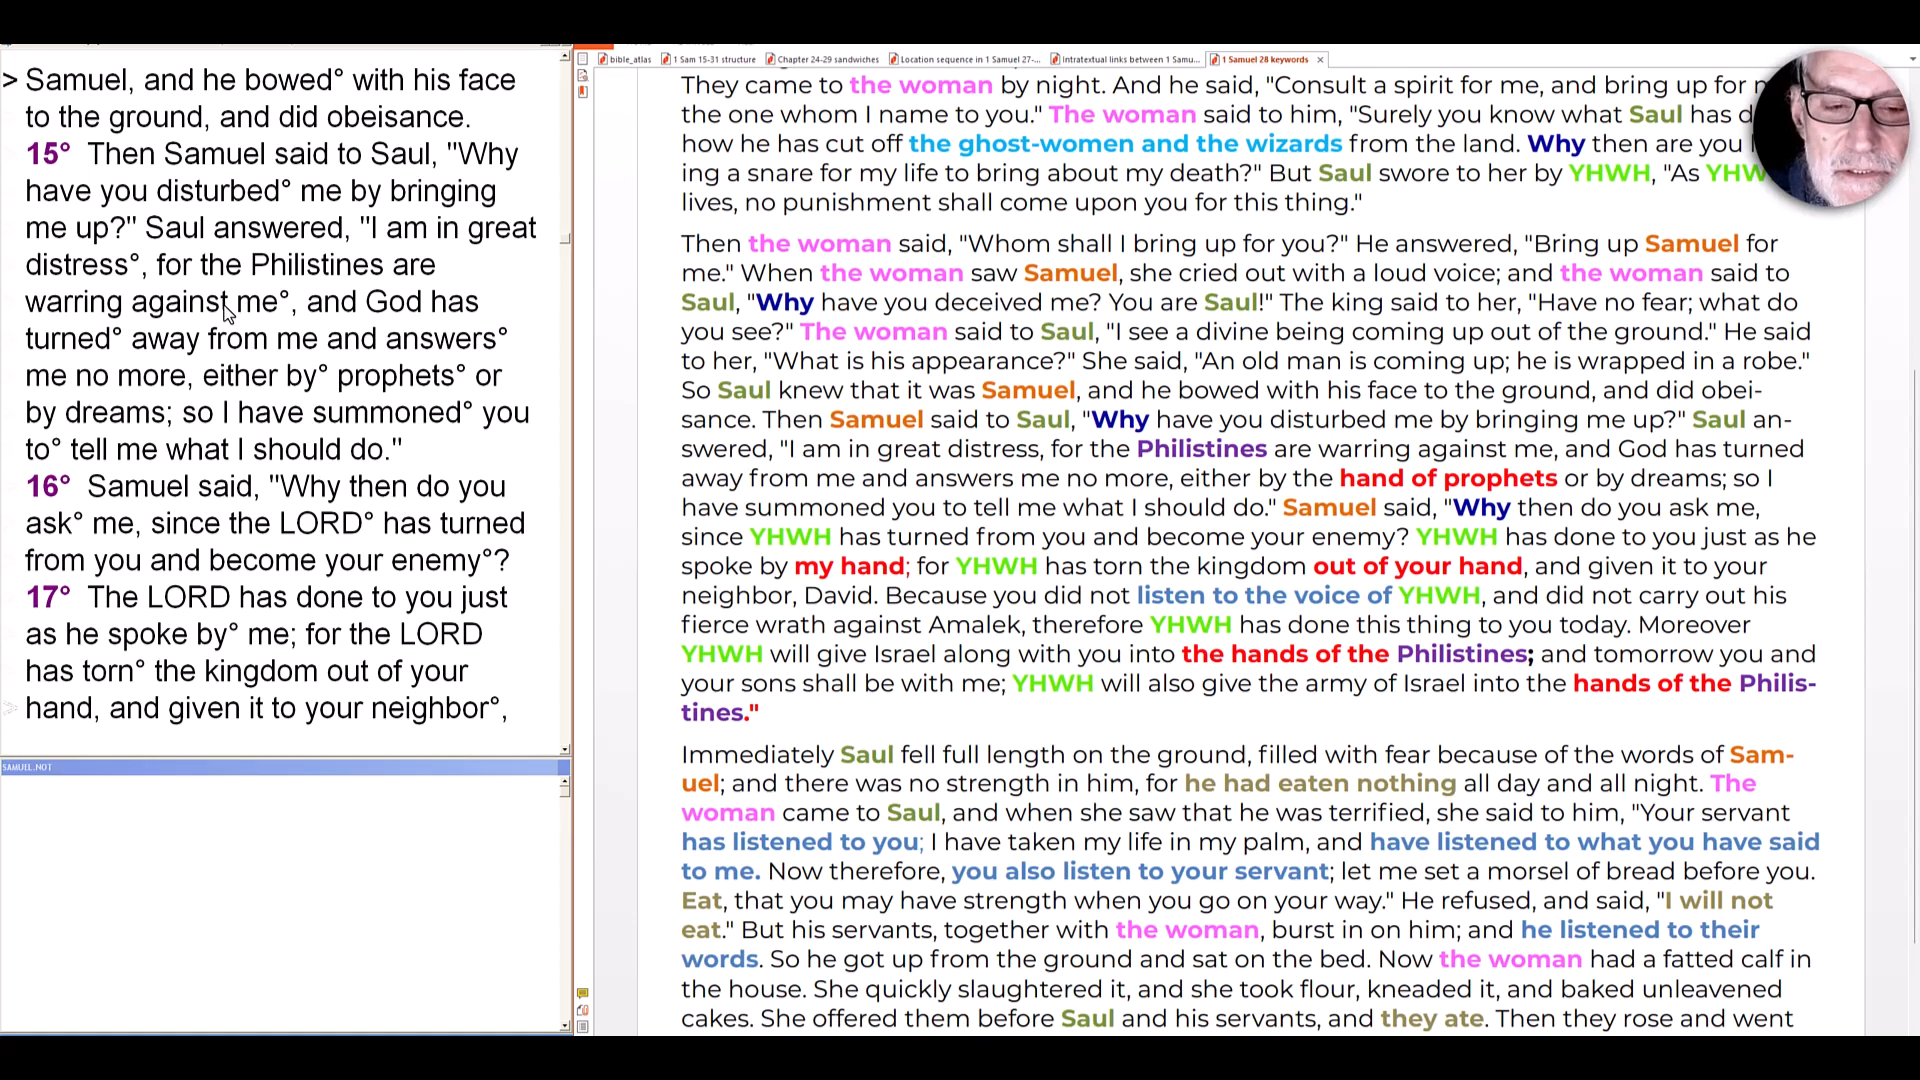 > Samuel, and he bowed° with his face
to the ground, and did obeisance.
15° Then Samuel said to Saul, "Why
have you disturbed° me by bringing
me up?" Saul answered, "I am in great
distress°, for the Philistines are
warring against me°, and God has
turned° away from me and answers°
me no more, either by° prophets° or
by dreams; so I have summoned° you
to° tell me what I should do."
16° Samuel said, "Why then do you
ask° me, since the LORD° has turned
from you and become your enemy°?
17° The LORD has done to you just
as he spoke by° me; for the LORD
has torn° the kingdom out of your
> hand, and given it to your neighbor°,
SAMUEL.NOT
bible_atlas
1 Sam 15-31 structure
Chapter 24-29 sandwiches
Location sequence in 1 Samuel 27-...
Intratextual links between 1 Samu...
1 Samuel 28 keywords
They came to the woman by night. And he said, "Consult a spirit for me, and bring up for
the one whom I name to you." The woman said to him, "Surely you know what Saul has
how he has cut off the ghost-women and the wizards from the land. Why then are you
ing a snare for my life to bring about my death?" But Saul swore to her by YHWH, "As
lives, no punishment shall come upon you for this thing."
Then the woman said, "Whom shall I bring up for you?" He answered, "Bring up Samuel for
me." When the woman saw Samuel, she cried out with a loud voice; and the woman said to
Saul, "Why have you deceived me? You are Saul!" The king said to her, "Have no fear; what do
you see?" The woman said to Saul, "I see a divine being coming up out of the ground." He said
to her, "What is his appearance?" She said, "An old man is coming up; he is wrapped in a robe."
So Saul knew that it was Samuel, and he bowed with his face to the ground, and did obei-
sance. Then Samuel said to Saul, "Why have you disturbed me by bringing me up?" Saul an-
swered, "I am in great distress, for the Philistines are warring against me, and God has turned
away from me and answers me no more, either by the hand of prophets or by dreams; so I
have summoned you to tell me what I should do." Samuel said, "Why then do you ask me,
since YHWH has turned from you and become your enemy? YHWH has done to you just as he
spoke by my hand; for YHWH has torn the kingdom out of your hand, and given it to your
neighbor, David. Because you did not listen to the voice of YHWH, and did not carry out his
fierce wrath against Amalek, therefore YHWH has done this thing to you today. Moreover
YHWH will give Israel along with you into the hands of the Philistines; and tomorrow you and
your sons shall be with me; YHWH will also give the army of Israel into the hands of the Philis-
tines."
Immediately Saul fell full length on the ground, filled with fear because of the words of Sam-
uel; and there was no strength in him, for he had eaten nothing all day and all night. The
woman came to Saul, and when she saw that he was terrified, she said to him, "Your servant
has listened to you; I have taken my life in my palm, and have listened to what you have said
to me. Now therefore, you also listen to your servant; let me set a morsel of bread before you.
Eat, that you may have strength when you go on your way." He refused, and said, "I will not
eat." But his servants, together with the woman, burst in on him; and he listened to their
words. So he got up from the ground and sat on the bed. Now the woman had a fatted calf in
the house. She quickly slaughtered it, and she took flour, kneaded it, and baked unleavened
cakes. She offered them before Saul and his servants, and they ate. Then they rose and went